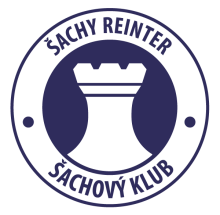 ŠACHY REINTER
ŠACHOVÝ KLUB